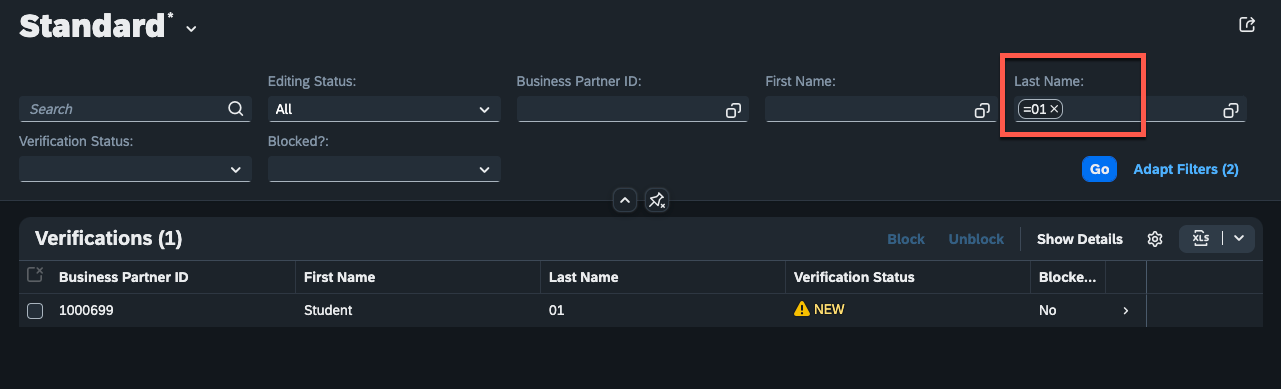 Standard*
Editing Status: Business Partner ID: First Name: Last Name:
Search All =01 ×
Verification Status: Blocked?:
Go Adapt Filters (2)
Verifications (1) Block Unblock Show Details XLS
Business Partner ID First Name Last Name Verification Status Blocke...
1000699 Student 01 NEW No